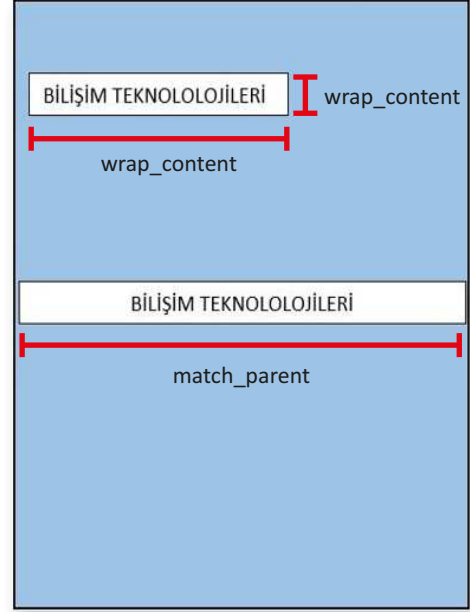 BİLİŞİM TEKNOLOLOJİLERİ
wrap_content
wrap_content
BİLİŞİM TEKNOLOLOJİLERİ
match_parent